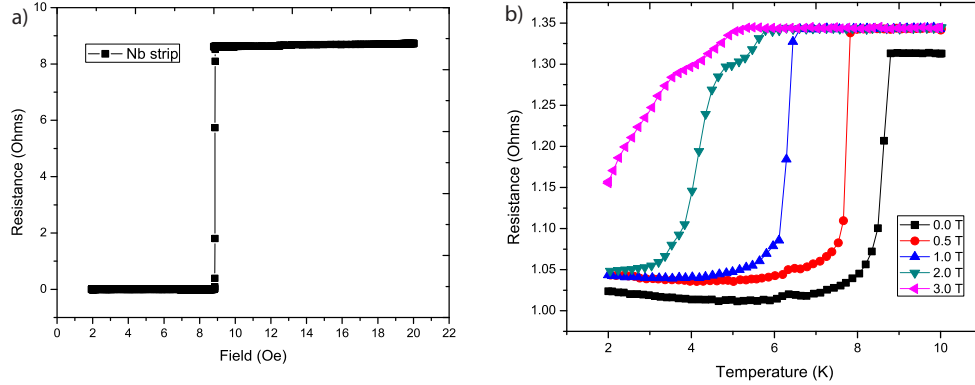 a)
Nb strip
8
6
4
2
0
0 2 4 6 8 10 12 14 16 18 20 22
Resistance (Ohms)
Field (Oe)
b)
1.35
1.30
1.25
1.20
1.15
1.10
1.05
1.00
2 4 6 8 10
Resistance (Ohms)
Temperature (K)
0.0 T
0.5 T
1.0 T
2.0 T
3.0 T